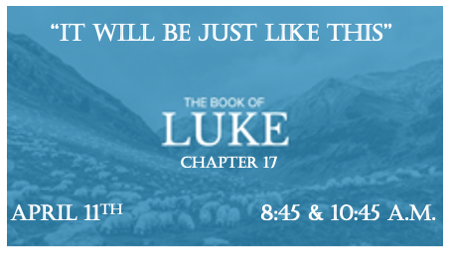 “IT WILL BE JUST LIKE THIS”
THE BOOK OF
LUKE
CHAPTER 17
APRIL 11TH 8:45 & 10:45 A.M.